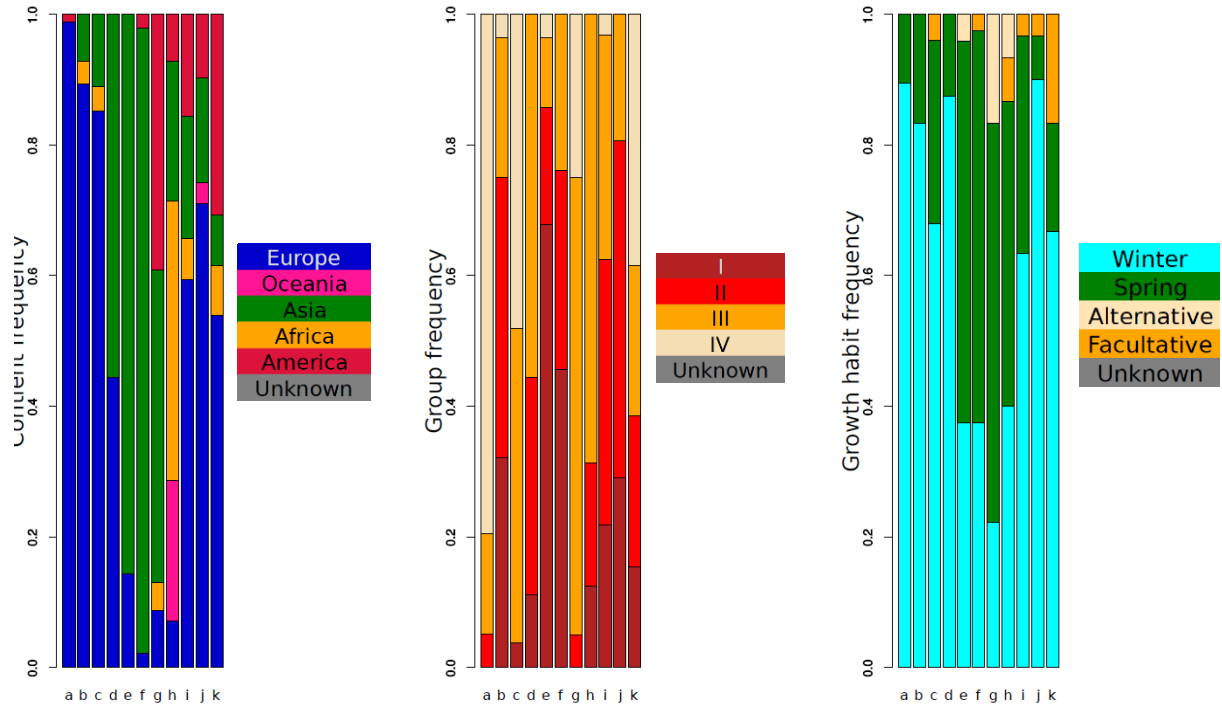 Continent frequency
0.0 0.2 0.4 0.6 0.8 1.0
a b c d e f g h i j k
Europe
Oceania
Asia
Africa
America
Unknown
Group frequency
0.0 0.2 0.4 0.6 0.8 1.0
a b c d e f g h i j k
I
II
III
IV
Unknown
Growth habit frequency
0.0 0.2 0.4 0.6 0.8 1.0
a b c d e f g h i j k
Winter
Spring
Alternative
Facultative
Unknown